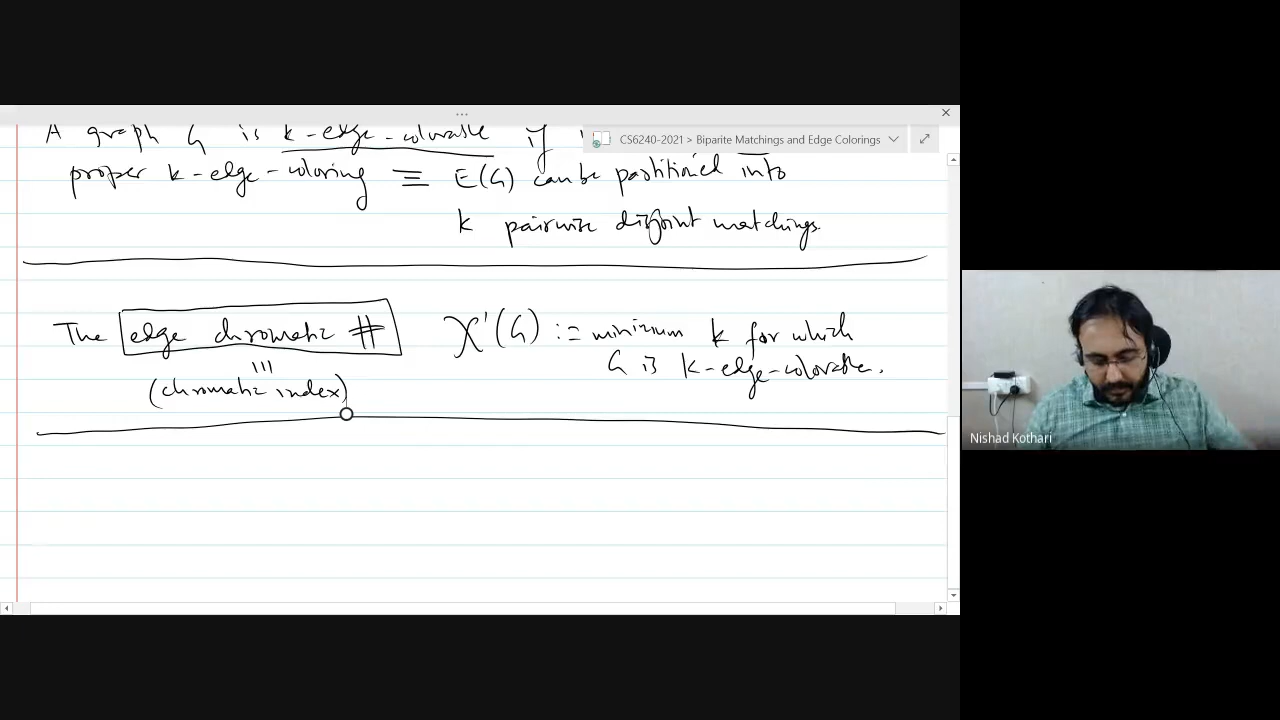 A graph G is k-edge-colorable if
CS6240-2021 > Biparite Matchings and Edge Colorings
proper k-edge-coloring ≡ E(G) can be partitioned into
k pairwise disjoint matchings.
The edge chromatic # χ'(G) := minimum k for which
G is k-edge-colorable.
(chromatic index)
Nishad Kothari